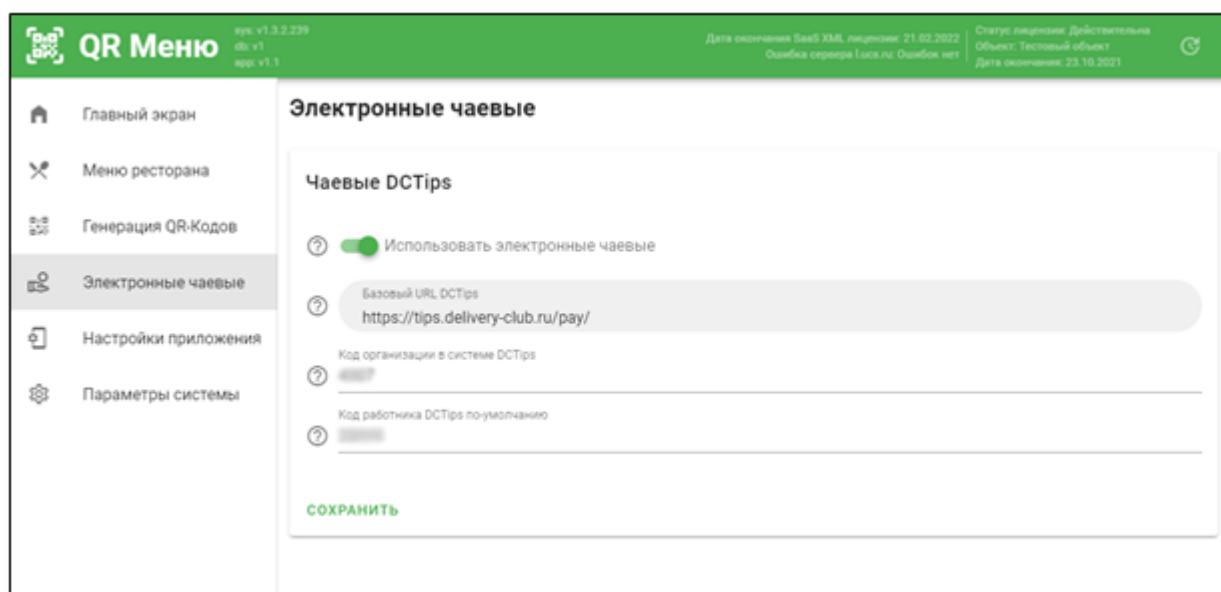 QR Меню
sys: v1.3.2.239
db: v1
app: v1.1
Дата окончания SaaS XML лицензии: 21.02.2022
Ошибка сервера l.ucs.ru: Ошибок нет
Статус лицензии: Действительна
Объект: Тестовый объект
Дата окончания: 23.10.2021
Главный экран
Меню ресторана
Генерация QR-Кодов
Электронные чаевые
Настройки приложения
Параметры системы
Электронные чаевые
Чаевые DCTips
Использовать электронные чаевые
Базовый URL DCTips
https://tips.delivery-club.ru/pay/
Код организации в системе DCTips
Код работника DCTips по-умолчанию
СОХРАНИТЬ